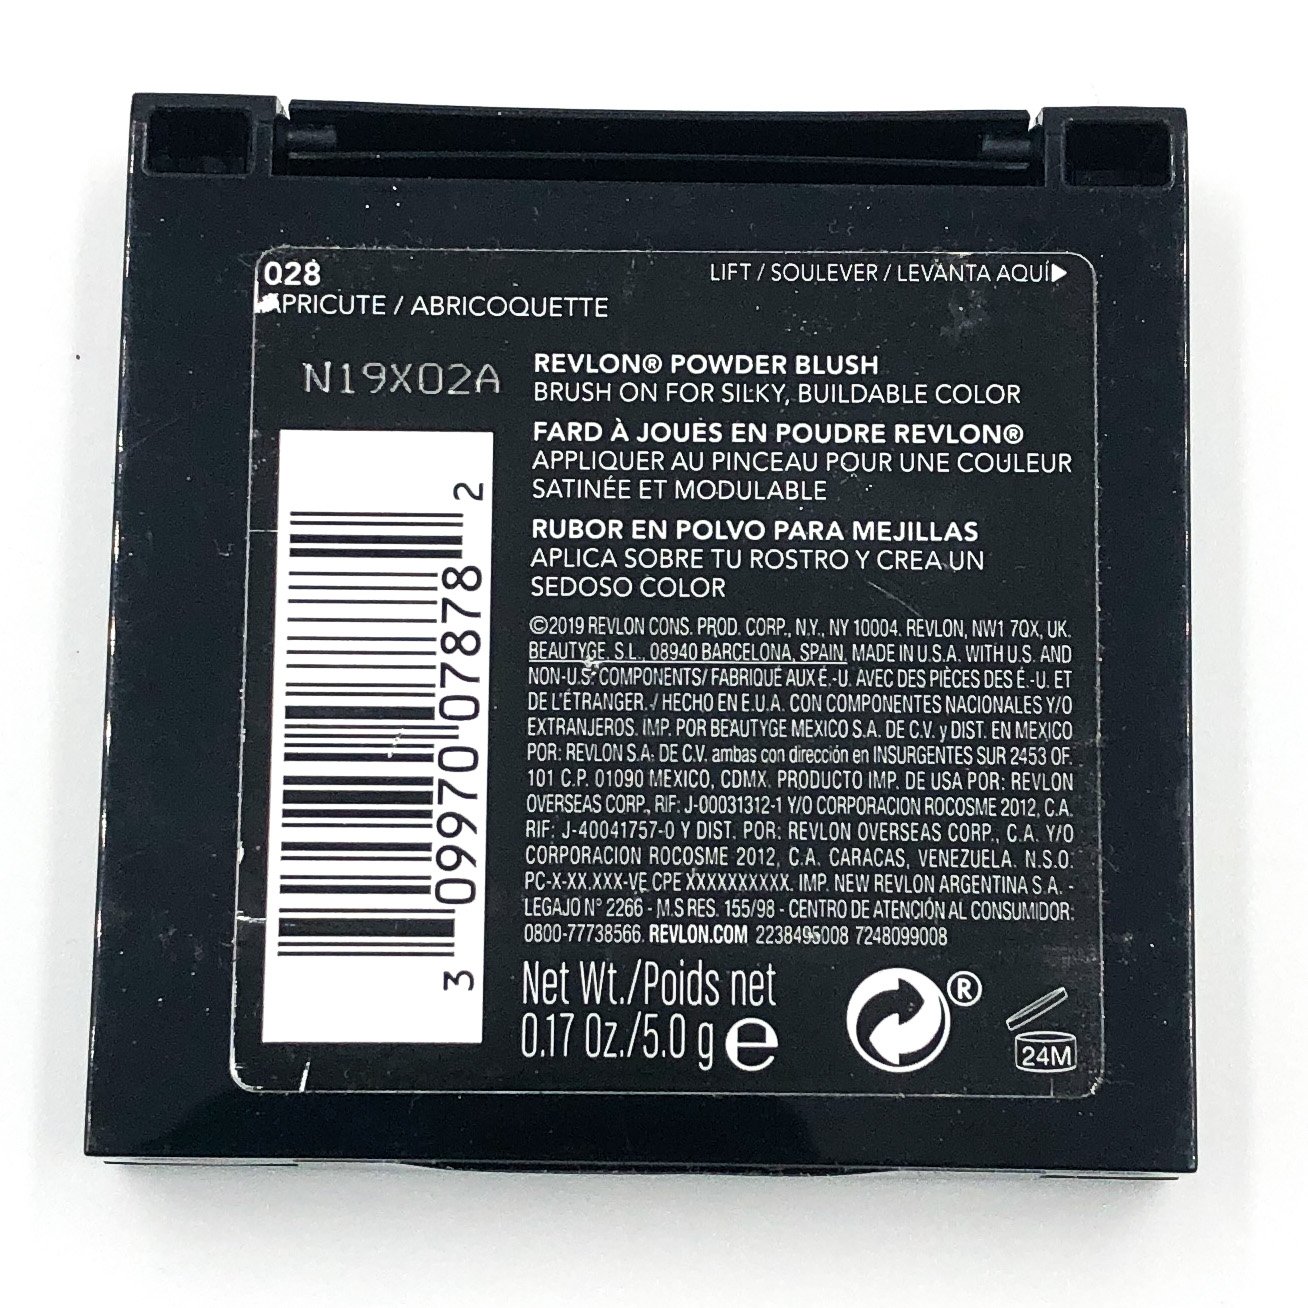 028
APRICUTE / ABRICOQUETTE
LIFT / SOULEVER / LEVANTA AQUÍ
N19X02A
REVLON® POWDER BLUSH
BRUSH ON FOR SILKY, BUILDABLE COLOR
FARD À JOUES EN POUDRE REVLON®
APPLIQUER AU PINCEAU POUR UNE COULEUR
SATINÉE ET MODULABLE
RUBOR EN POLVO PARA MEJILLAS
APLICA SOBRE TU ROSTRO Y CREA UN
SEDOSO COLOR
©2019 REVLON CONS. PROD. CORP., N.Y., NY 10004. REVLON, NW1 7QX, UK.
BEAUTYGE, S.L., 08940 BARCELONA, SPAIN, MADE IN U.S.A. WITH U.S. AND
NON-U.S. COMPONENTS/ FABRIQUÉ AUX É.-U. AVEC DES PIÈCES DES É.-U. ET
DE L'ÉTRANGER. / HECHO EN E.U.A. CON COMPONENTES NACIONALES Y/O
EXTRANJEROS. IMP. POR BEAUTYGE MEXICO S.A. DE C.V. y DIST. EN MEXICO
POR: REVLON S.A. DE C.V. ambas con dirección en INSURGENTES SUR 2453 OF.
101 C.P. 01090 MEXICO, CDMX. PRODUCTO IMP. DE USA POR: REVLON
OVERSEAS CORP., RIF: J-00031312-1 Y/O CORPORACION ROCOSME 2012, C.A.
RIF: J-40041757-0 Y DIST. POR: REVLON OVERSEAS CORP., C.A. Y/O
CORPORACION ROCOSME 2012, C.A. CARACAS, VENEZUELA. N.S.O.
PC-X-XX.XXX-VE CPE XXXXXXXXXX. IMP. NEW REVLON ARGENTINA S.A. -
LEGAJO N° 2266 - M.S RES. 155/98 - CENTRO DE ATENCIÓN AL CONSUMIDOR:
0800-77738566. REVLON.COM 2238495008 7248099008
3 09970 07878 2
Net Wt./Poids net
0.17 Oz./5.0 g e
®
24M